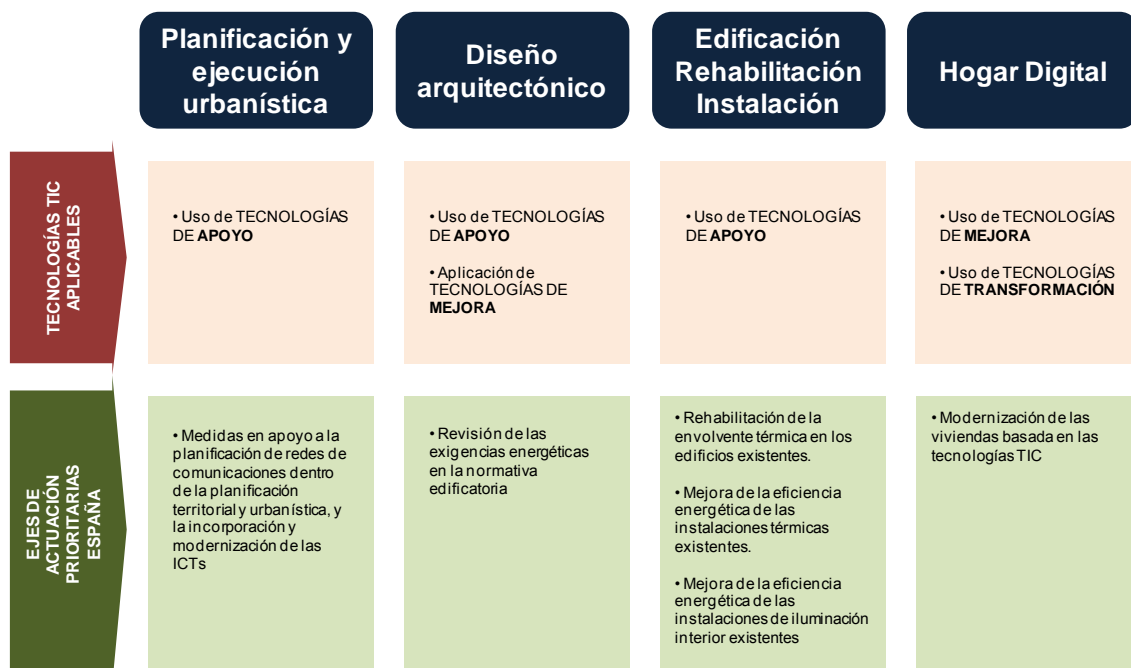 Planificación y
ejecución
urbanística
Diseño
arquitectónico
Edificación
Rehabilitación
Instalación
Hogar Digital
TECNOLOGÍAS TIC
APLICABLES
• Uso de TECNOLOGÍAS
DE APOYO
• Uso de TECNOLOGÍAS
DE APOYO
• Aplicación de
TECNOLOGÍAS DE
MEJORA
• Uso de TECNOLOGÍAS
DE APOYO
• Uso de TECNOLOGÍAS
DE MEJORA
• Uso de TECNOLOGÍAS
DE TRANSFORMACIÓN
EJES DE
ACTUACIÓN
PRIORITARIAS
ESPAÑA
• Medidas en apoyo a la
planificación de redes de
comunicaciones dentro
de la planificación
territorial y urbanística, y
la incorporación y
modernización de las
ICTs
• Revisión de las
exigencias energéticas
en la normativa
edificatoria
• Rehabilitación de la
envolvente térmica en los
edificios existentes.
• Mejora de la eficiencia
energética de las
instalaciones térmicas
existentes.
• Mejora de la eficiencia
energética de las
instalaciones de iluminación
interior existentes
• Modernización de las
viviendas basada en las
tecnologías TIC